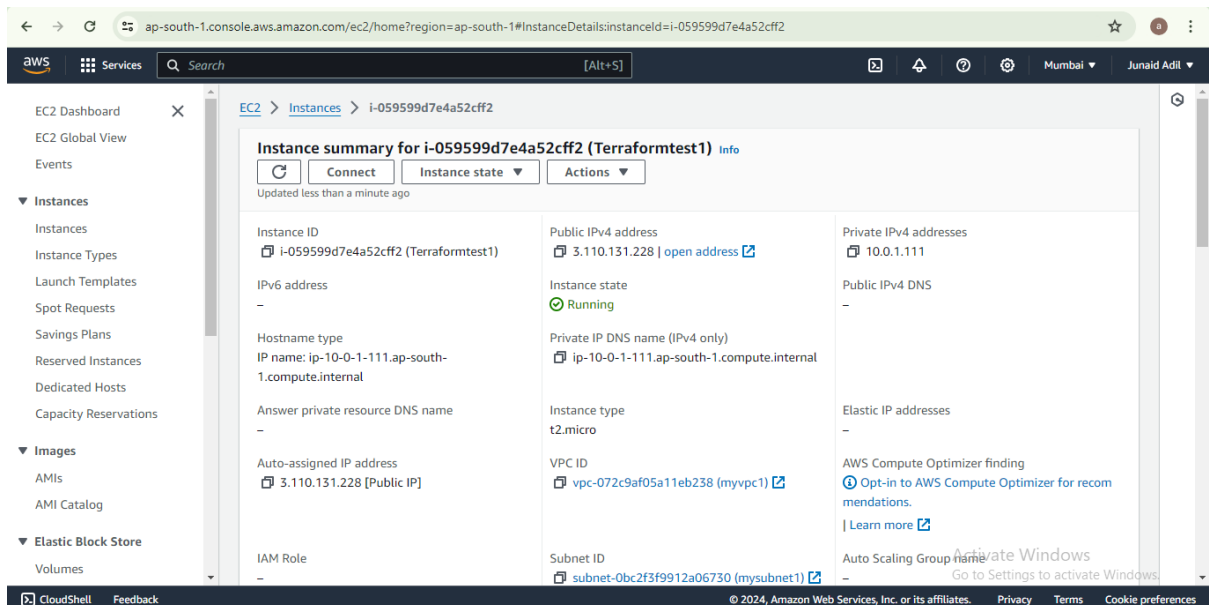 ap-south-1.console.aws.amazon.com/ec2/home?region=ap-south-1#InstanceDetails:instanceId=i-059599d7e4a52cff2
a
aws
Services
Search
[Alt+S]
Mumbai
Junaid Adil
EC2 Dashboard
EC2 Global View
Events
Instances
Instances
Instance Types
Launch Templates
Spot Requests
Savings Plans
Reserved Instances
Dedicated Hosts
Capacity Reservations
Images
AMIs
AMI Catalog
Elastic Block Store
Volumes
EC2 > Instances > i-059599d7e4a52cff2
Instance summary for i-059599d7e4a52cff2 (Terraformtest1) Info
Connect
Instance state
Actions
Updated less than a minute ago
Instance ID
i-059599d7e4a52cff2 (Terraformtest1)
Public IPv4 address
3.110.131.228 | open address
Private IPv4 addresses
10.0.1.111
IPv6 address
–
Instance state
Running
Public IPv4 DNS
–
Hostname type
IP name: ip-10-0-1-111.ap-south-
1.compute.internal
Private IP DNS name (IPv4 only)
ip-10-0-1-111.ap-south-1.compute.internal
Answer private resource DNS name
–
Instance type
t2.micro
Elastic IP addresses
–
Auto-assigned IP address
3.110.131.228 [Public IP]
VPC ID
vpc-072c9af05a11eb238 (myvpc1)
AWS Compute Optimizer finding
Opt-in to AWS Compute Optimizer for recom
mendations.
| Learn more
IAM Role
–
Subnet ID
subnet-0bc2f3f9912a06730 (mysubnet1)
Auto Scaling Group name
–
Activate Windows
Go to Settings to activate Windows.
CloudShell
Feedback
© 2024, Amazon Web Services, Inc. or its affiliates.
Privacy
Terms
Cookie preferences